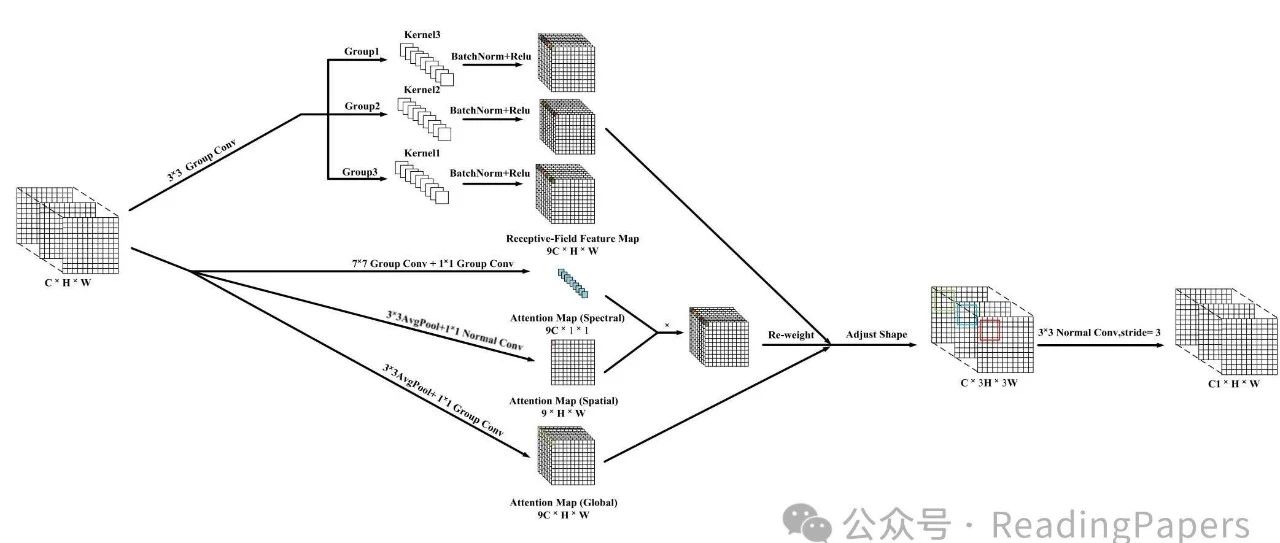 Kernel3
Group1
BatchNorm+Relu
Kernel2
Group2
BatchNorm+Relu
3*3 Group Conv
Kernel1
Group3
BatchNorm+Relu
Receptive-Field Feature Map
9C * H * W
C * H * W
7*7 Group Conv + 1*1 Group Conv
Attention Map (Spectral)
9C * 1 * 1
3*3AvgPool+1*1 Normal Conv
*
Re-weight
Adjust Shape
3*3 Normal Conv,stride= 3
C * 3H * 3W
C1 * H * W
Attention Map (Spatial)
9 * H * W
3*3AvgPool+ 1*1 Group Conv
Attention Map (Global)
9C * H * W
公众号 · ReadingPapers